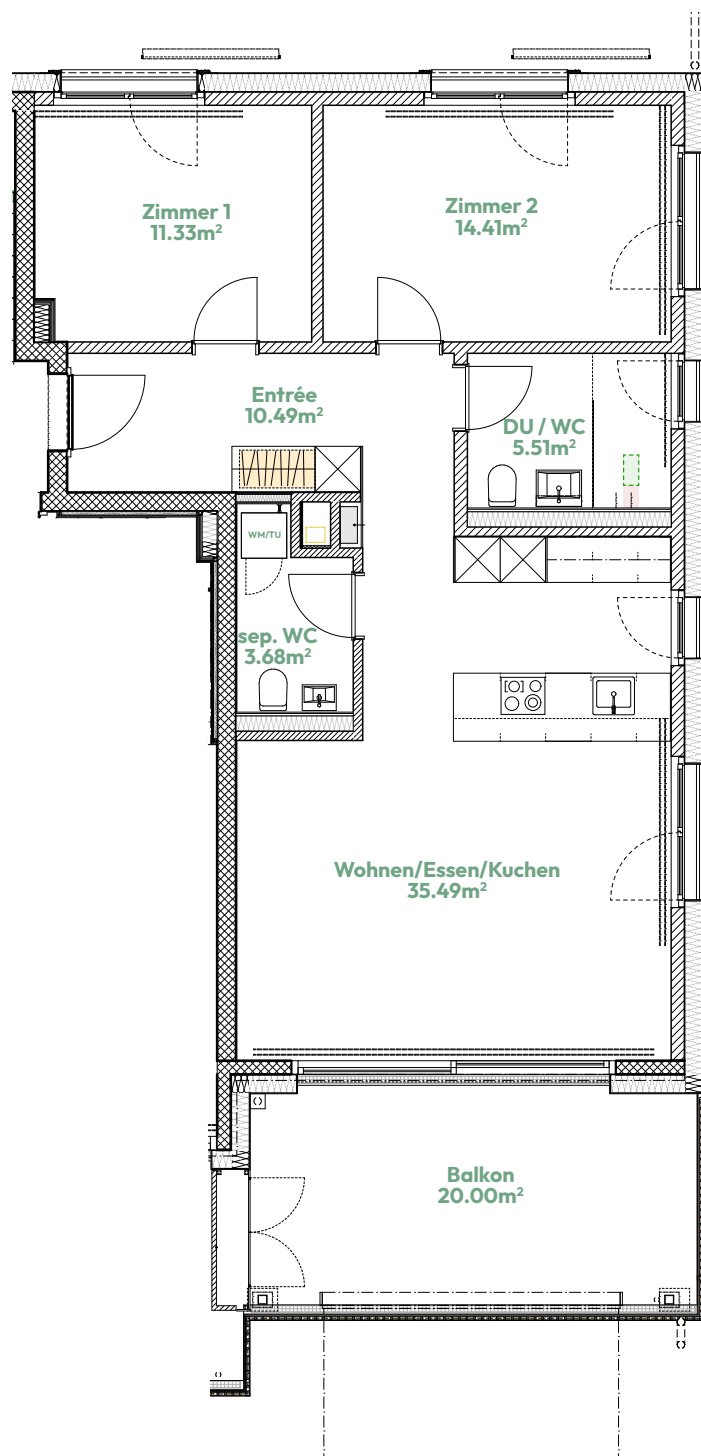 Zimmer 1
11.33m²
Zimmer 2
14.41m²
Entrée
10.49m²
DU / WC
5.51m²
WM/TU
sep. WC
3.68m²
Wohnen/Essen/Kuchen
35.49m²
Balkon
20.00m²